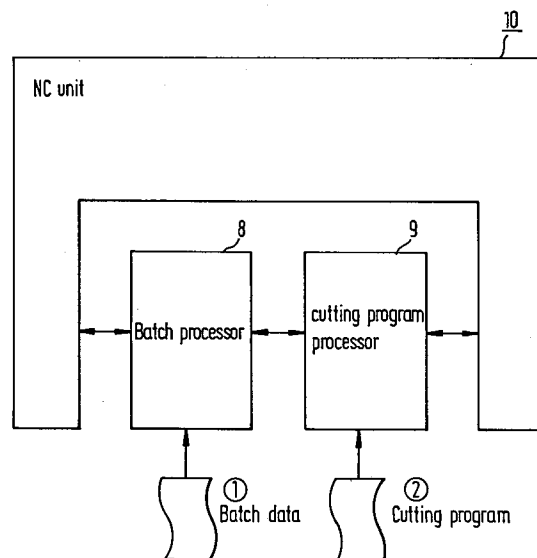 10
NC unit
8
9
Batch processor
cutting program
processor
① Batch data
② Cutting program